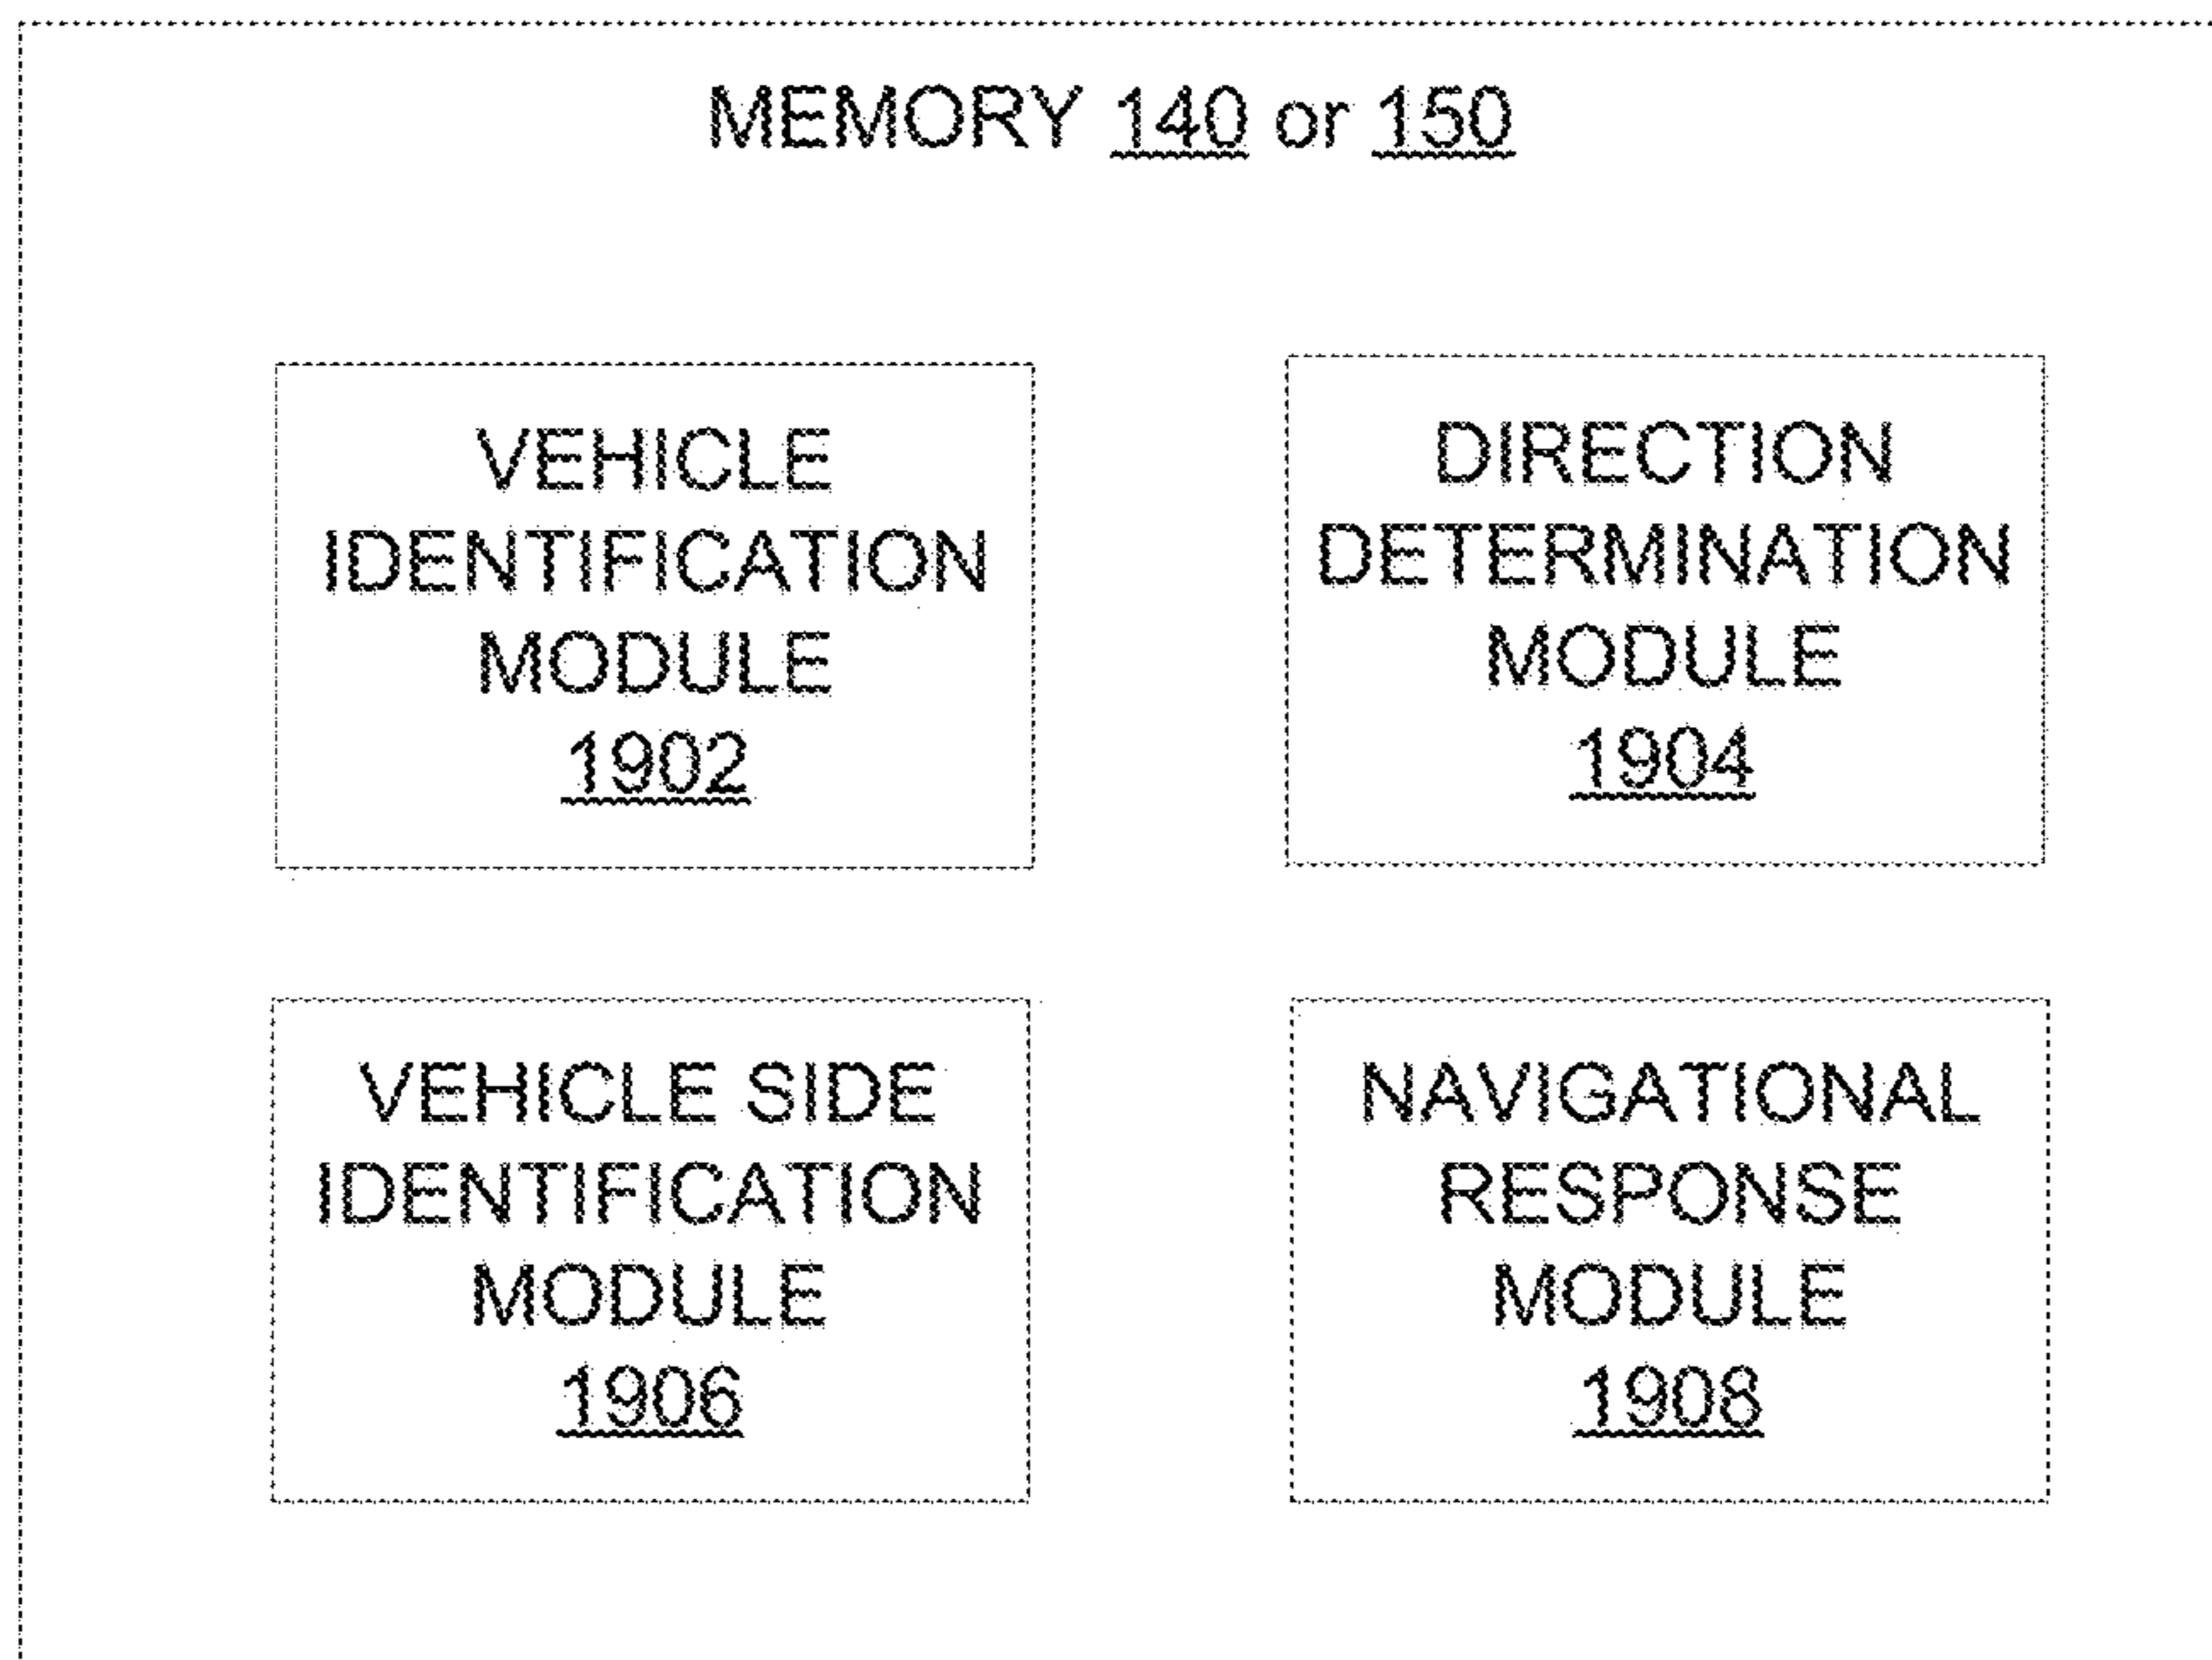 MEMORY 140 or 150
VEHICLE
IDENTIFICATION
MODULE
1902
DIRECTION
DETERMINATION
MODULE
1904
VEHICLE SIDE
IDENTIFICATION
MODULE
1906
NAVIGATIONAL
RESPONSE
MODULE
1908